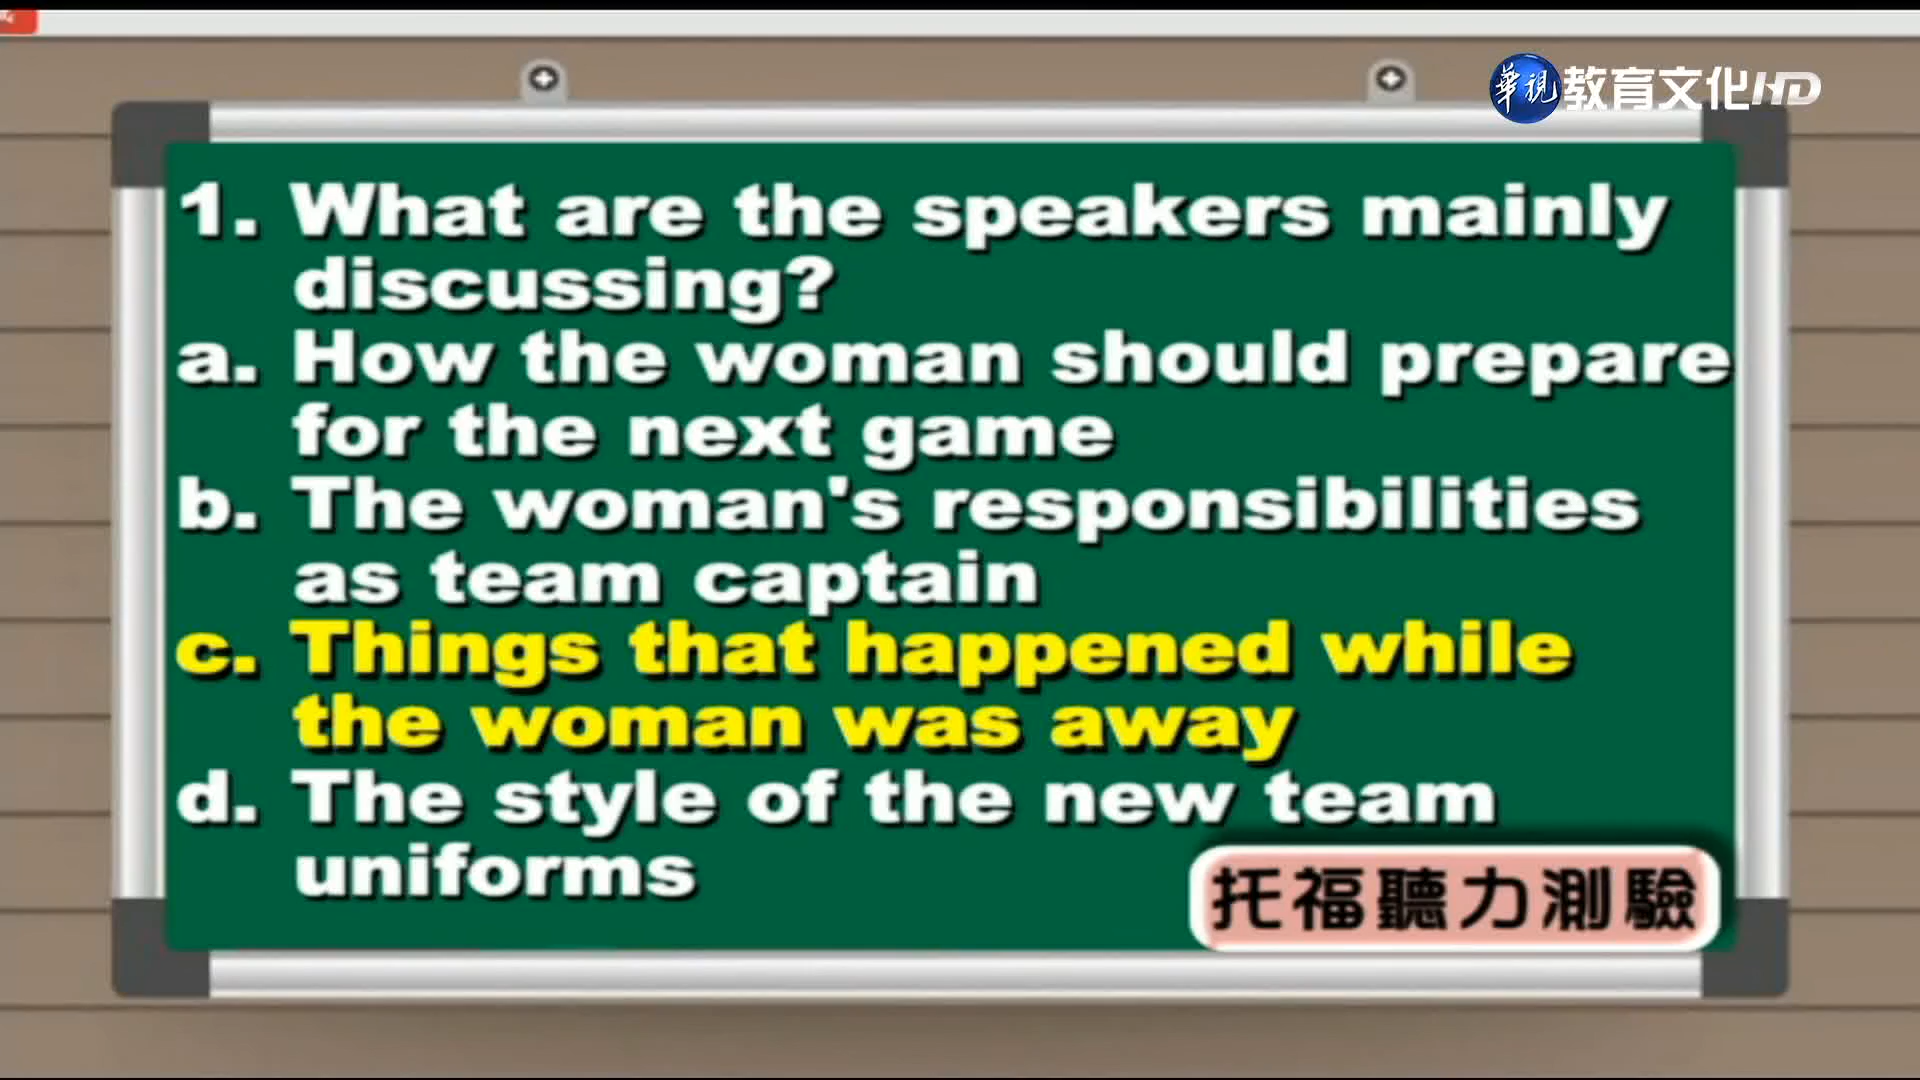 華視 教育文化HD
1. What are the speakers mainly
discussing?
a. How the woman should prepare
for the next game
b. The woman's responsibilities
as team captain
c. Things that happened while
the woman was away
d. The style of the new team
uniforms
托福聽力測驗